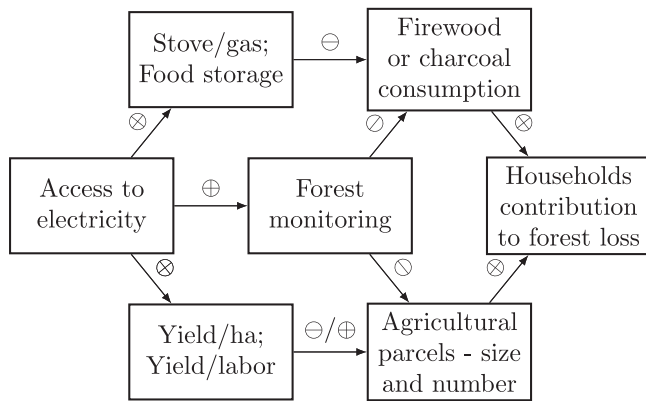 Stove/gas;
Food storage
⊖
Firewood
or charcoal
consumption
⊗
⊘
⊗
Access to
electricity
⊕
Forest
monitoring
Households
contribution
to forest loss
⊗
⦸
⊗
Yield/ha;
Yield/labor
⊖/⊕
Agricultural
parcels - size
and number